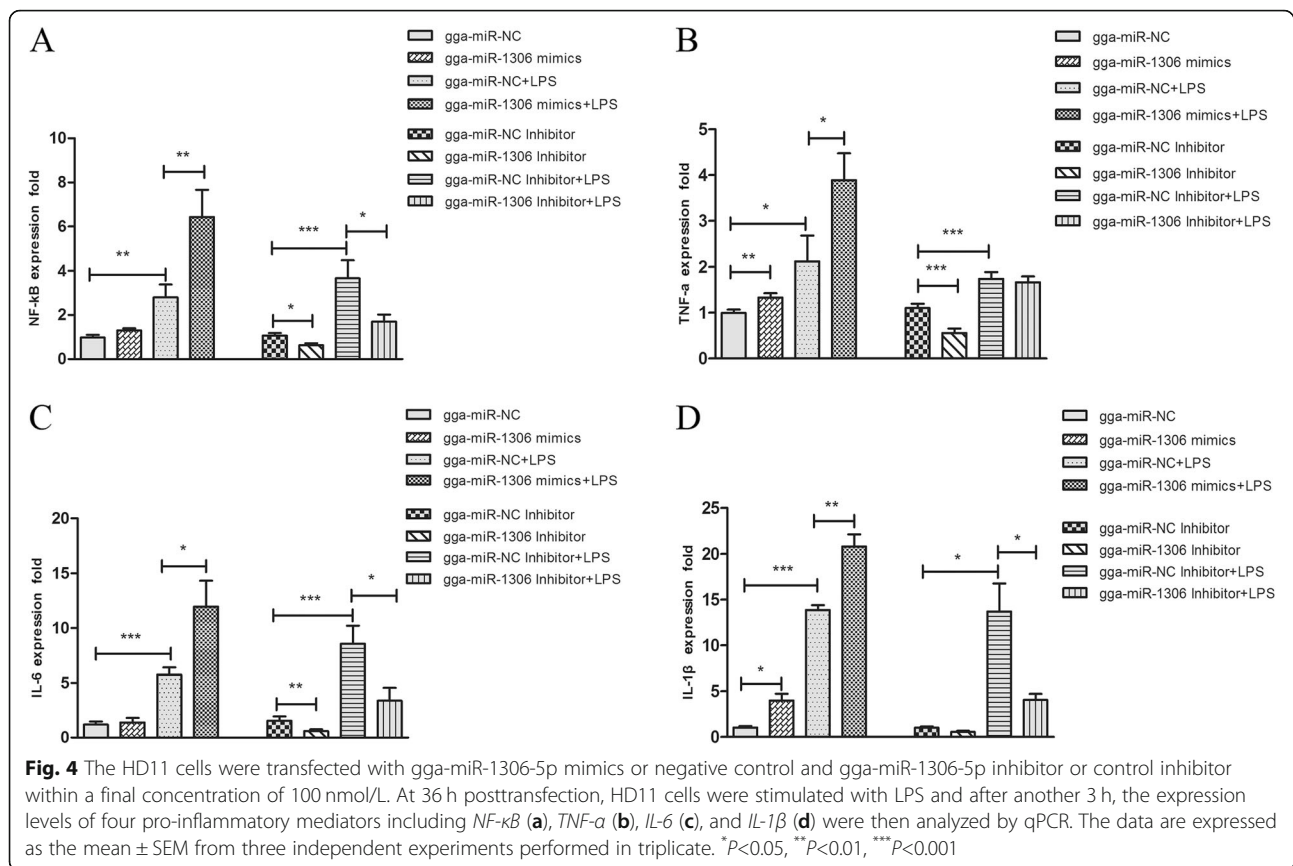 A
gga-miR-NC
gga-miR-1306 mimics
gga-miR-NC+LPS
gga-miR-1306 mimics+LPS
gga-miR-NC Inhibitor
gga-miR-1306 Inhibitor
gga-miR-NC Inhibitor+LPS
gga-miR-1306 Inhibitor+LPS
NF-kB expression fold
10
8
6
4
2
0
**
**
***
*
*
B
gga-miR-NC
gga-miR-1306 mimics
gga-miR-NC+LPS
gga-miR-1306 mimics+LPS
gga-miR-NC Inhibitor
gga-miR-1306 Inhibitor
gga-miR-NC Inhibitor+LPS
gga-miR-1306 Inhibitor+LPS
TNF-a expression fold
5
4
3
2
1
0
*
*
**
***
***
C
gga-miR-NC
gga-miR-1306 mimics
gga-miR-NC+LPS
gga-miR-1306 mimics+LPS
gga-miR-NC Inhibitor
gga-miR-1306 Inhibitor
gga-miR-NC Inhibitor+LPS
gga-miR-1306 Inhibitor+LPS
IL-6 expression fold
20
15
10
5
0
*
***
*
***
**
D
gga-miR-NC
gga-miR-1306 mimics
gga-miR-NC+LPS
gga-miR-1306 mimics+LPS
gga-miR-NC Inhibitor
gga-miR-1306 Inhibitor
gga-miR-NC Inhibitor+LPS
gga-miR-1306 Inhibitor+LPS
IL-1β expression fold
25
20
15
10
5
0
**
***
*
*
*
Fig. 4 The HD11 cells were transfected with gga-miR-1306-5p mimics or negative control and gga-miR-1306-5p inhibitor or control inhibitor
within a final concentration of 100 nmol/L. At 36 h posttransfection, HD11 cells were stimulated with LPS and after another 3 h, the expression
levels of four pro-inflammatory mediators including NF-κB (a), TNF-α (b), IL-6 (c), and IL-1β (d) were then analyzed by qPCR. The data are expressed
as the mean ± SEM from three independent experiments performed in triplicate. *P<0.05, **P<0.01, ***P<0.001